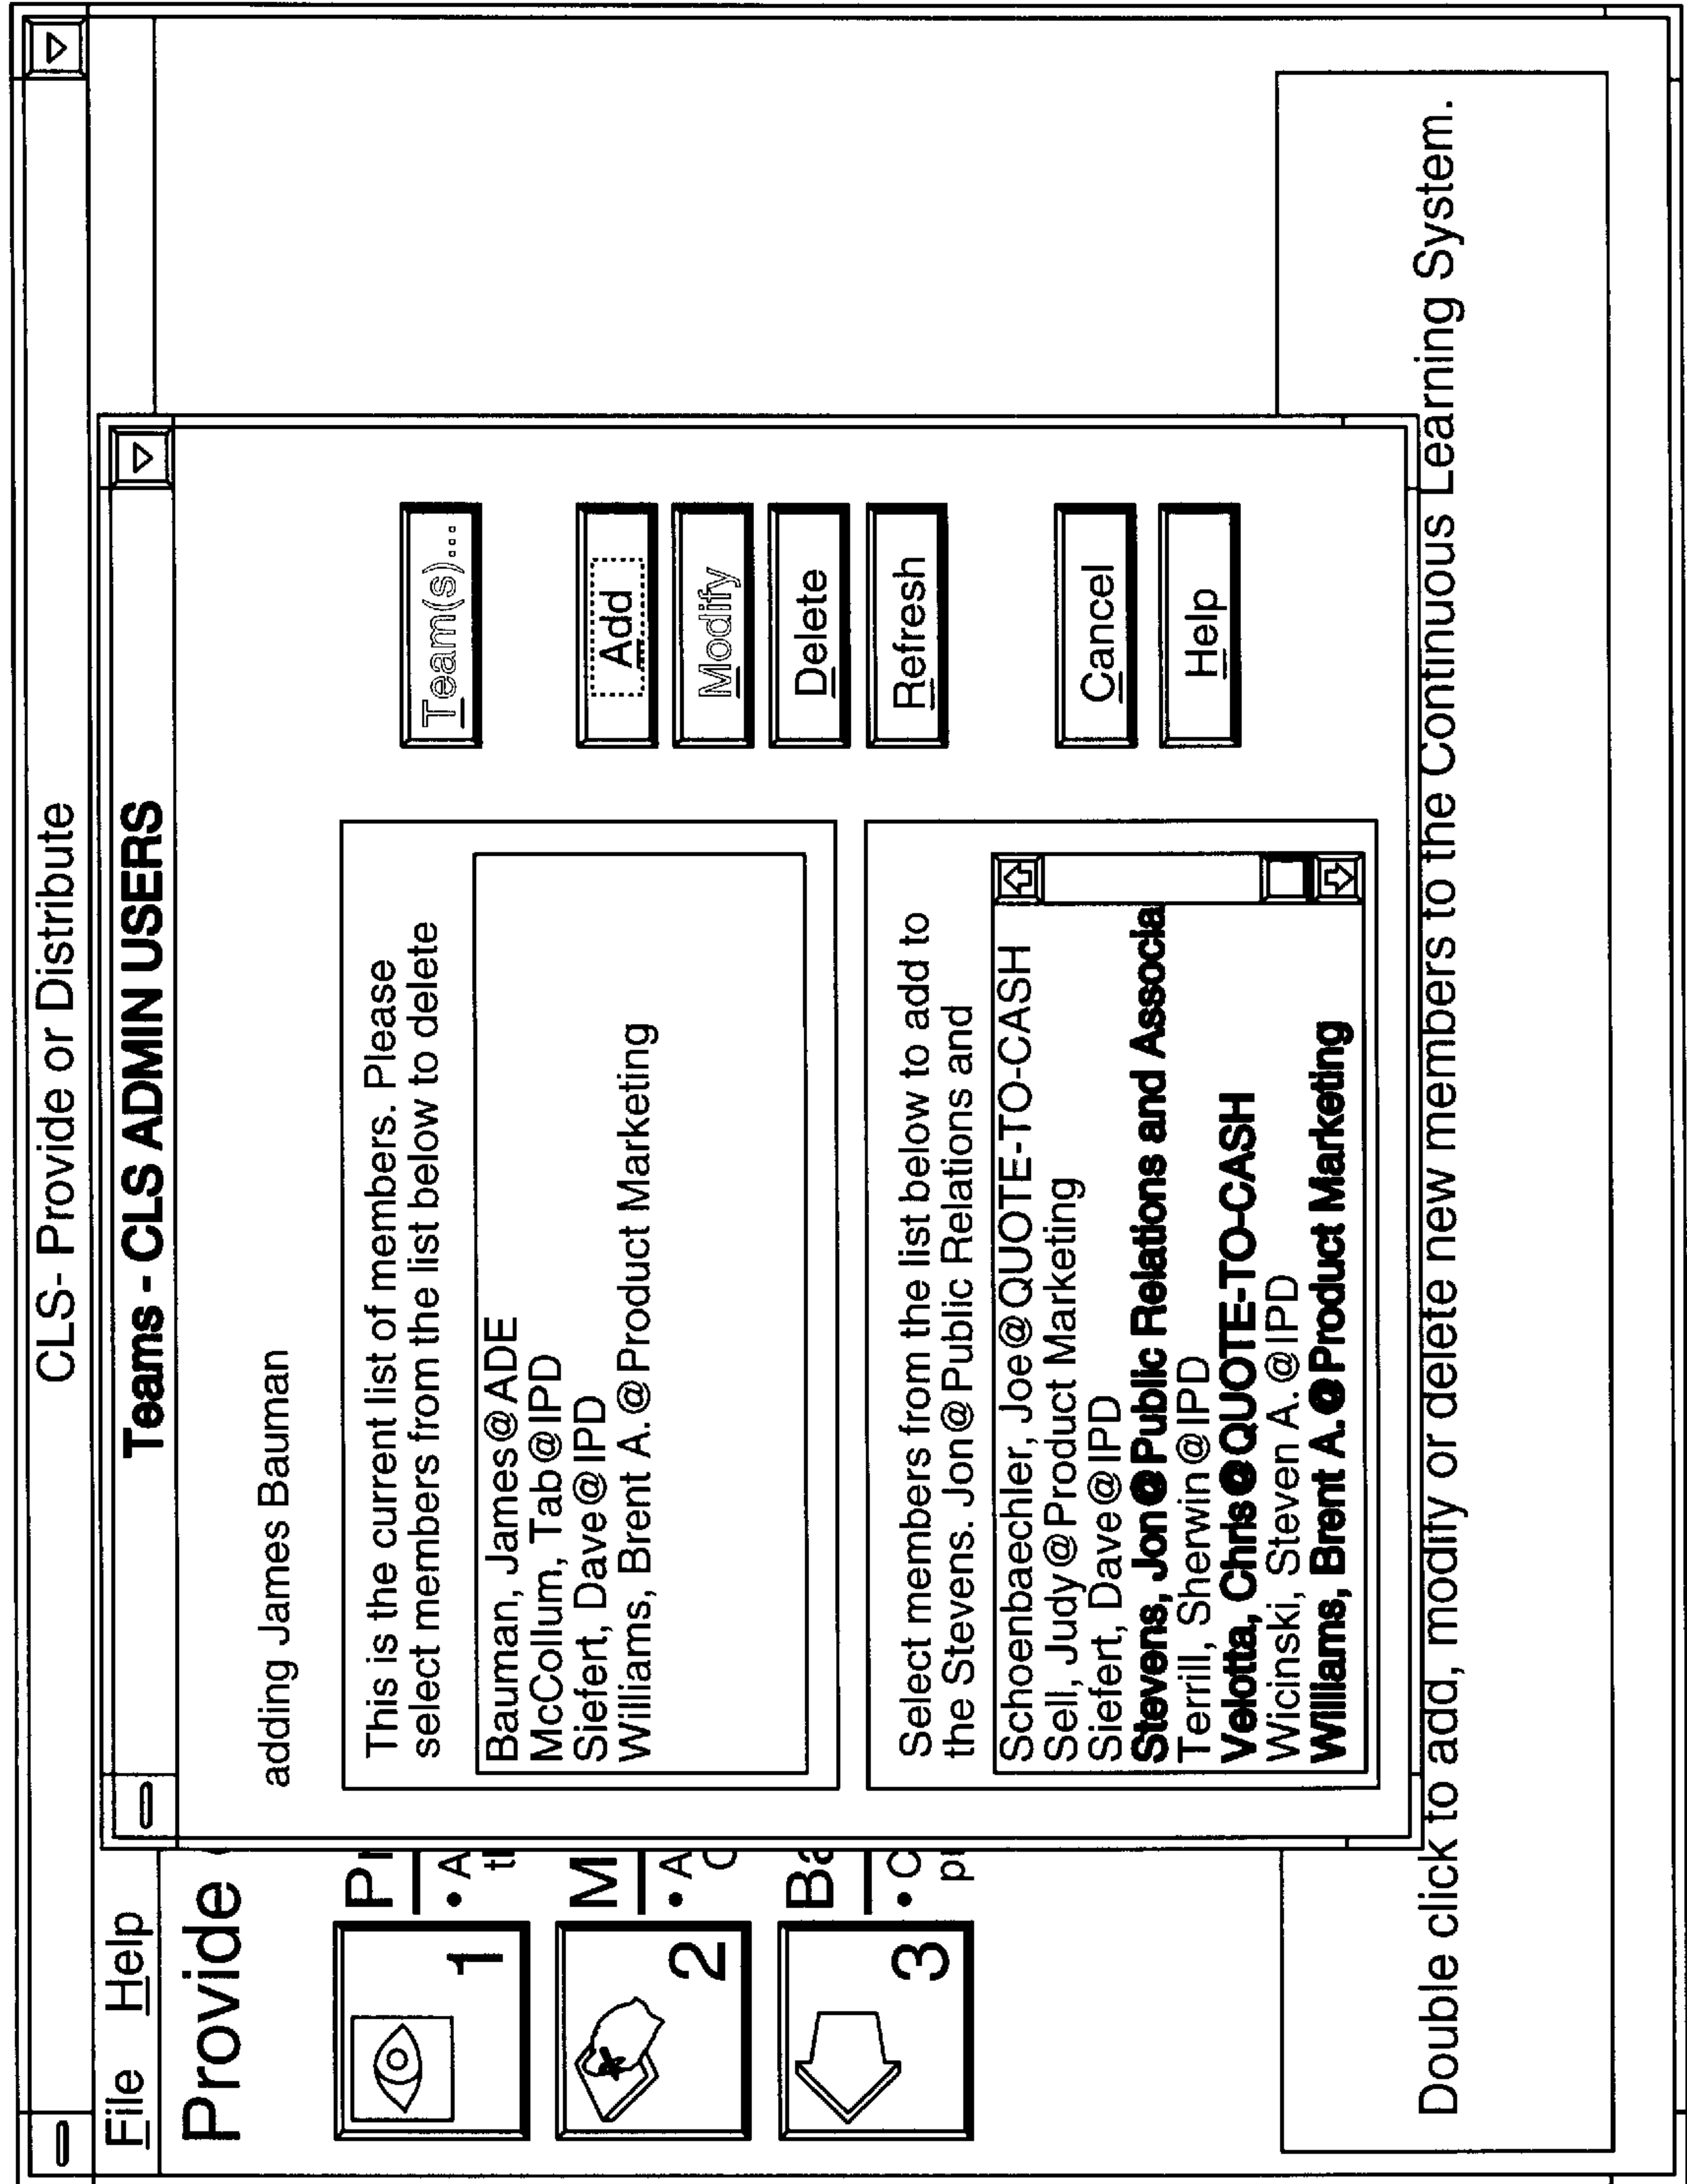 CLS- Provide or Distribute
File Help
Provide
Teams - CLS ADMIN USERS
adding James Bauman
This is the current list of members. Please
select members from the list below to delete
Bauman, James@ADE
McCollum, Tab@IPD
Siefert, Dave@IPD
Williams, Brent A.@Product Marketing
Select members from the list below to add to
the Stevens. Jon@Public Relations and
Schoenbaechler, Joe@QUOTE-TO-CASH
Sell, Judy@Product Marketing
Siefert, Dave@IPD
Stevens, Jon@Public Relations and Associa
Terrill, Sherwin@IPD
Velotta, Chris@QUOTE-TO-CASH
Wicinski, Steven A.@IPD
Williams, Brent A.@Product Marketing
Team(s)...
Add
Modify
Delete
Refresh
Cancel
Help
1
• A
2
M
• A
3
Ba
• C
Double click to add, modify or delete new members to the Continuous Learning System.